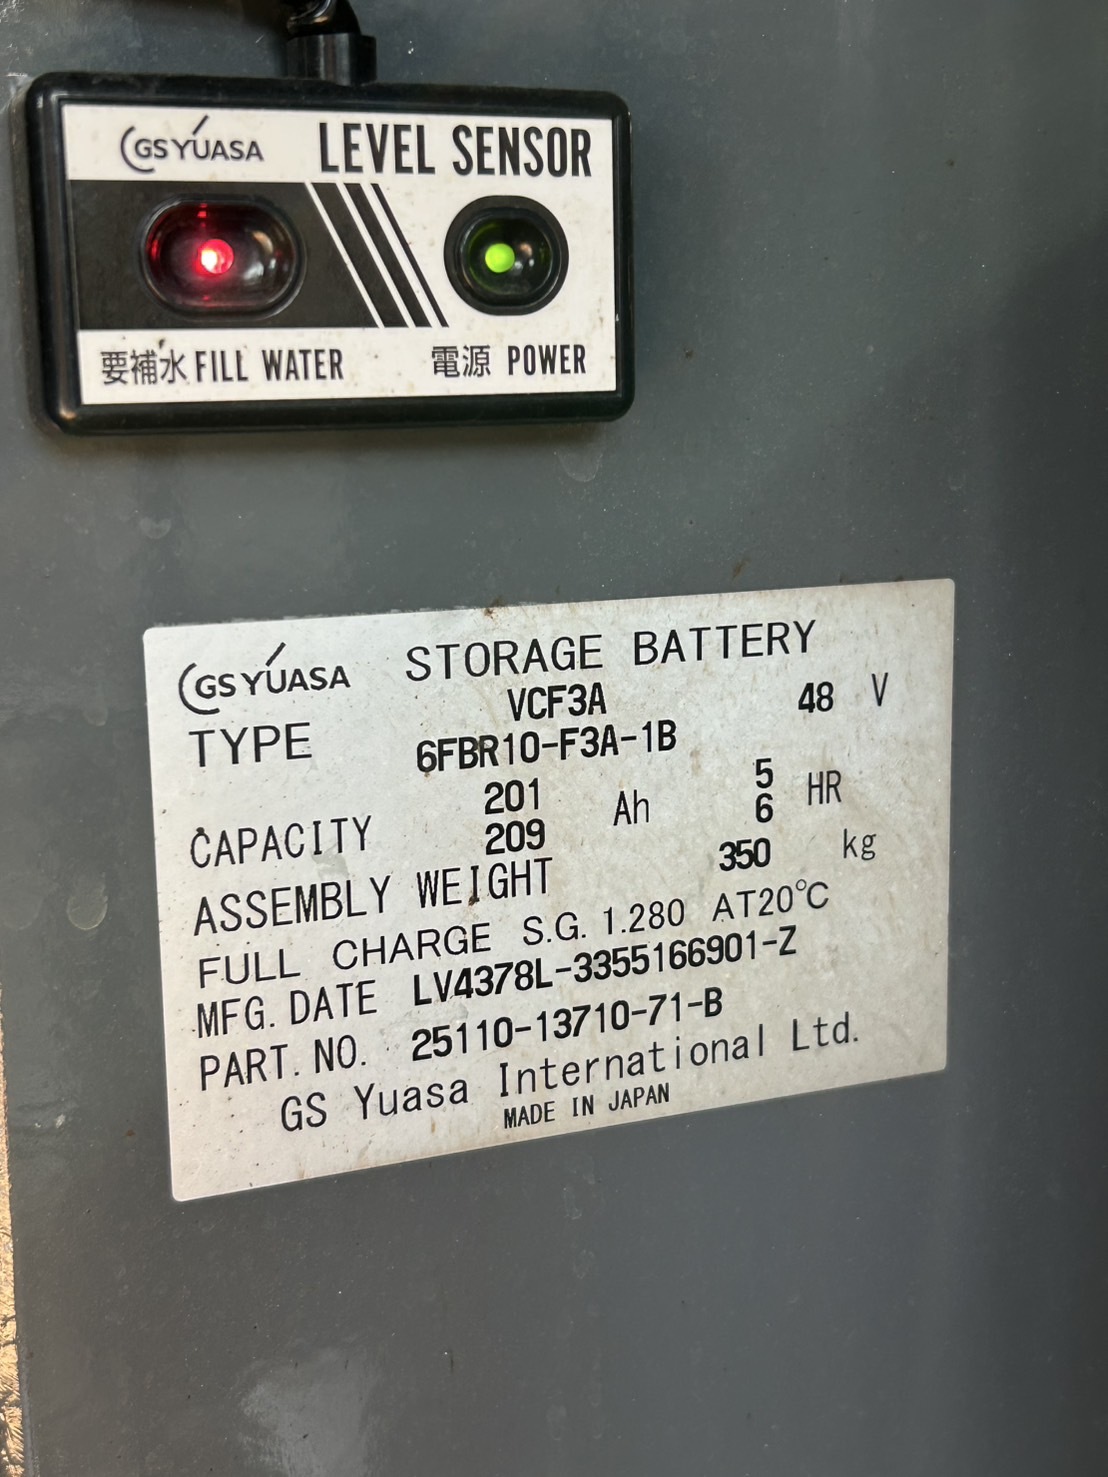 GS YUASA LEVEL SENSOR
要補水 FILL WATER 電源 POWER
GS YUASA STORAGE BATTERY
TYPE VCF3A 48 V
6FBR10-F3A-1B
CAPACITY 201 Ah 5 HR
209 6
ASSEMBLY WEIGHT 350 kg
FULL CHARGE S.G. 1.280 AT20℃
MFG. DATE LV4378L-3355166901-Z
PART. NO. 25110-13710-71-B
GS Yuasa International Ltd.
MADE IN JAPAN